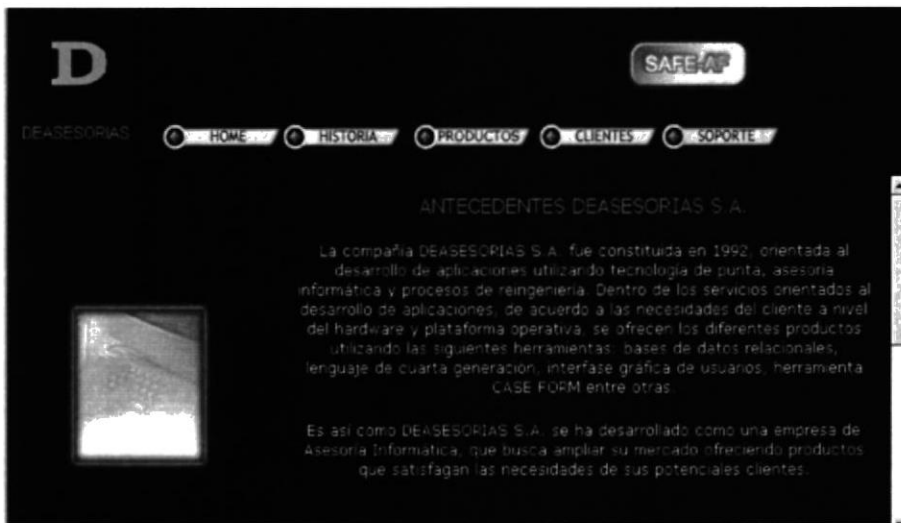 D
SAFE-AF
DEASESORIAS
HOME HISTORIA PRODUCTOS CLIENTES SOPORTE
ANTECEDENTES DEASESORIAS S.A.
La compañía DEASESORIAS S.A. fue constituida en 1992, orientada al
desarrollo de aplicaciones utilizando tecnología de punta, asesoria
informática y procesos de reingeniería. Dentro de los servicios orientados al
desarrollo de aplicaciones, de acuerdo a las necesidades del cliente a nivel
del hardware y plataforma operativa, se ofrecen los diferentes productos
utilizando las siguientes herramientas: bases de datos relacionales,
lenguaje de cuarta generación, interfase gráfica de usuarios, herramienta
CASE FORM entre otras.
Es así como DEASESORIAS S.A. se ha desarrollado como una empresa de
Asesoría Informática, que busca ampliar su mercado ofreciendo productos
que satisfagan las necesidades de sus potenciales clientes.